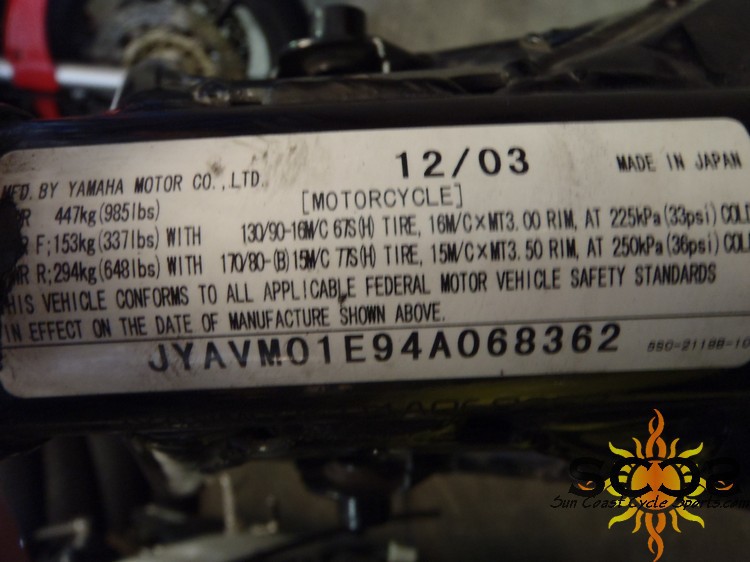 12/03 MADE IN JAPAN
MFD. BY YAMAHA MOTOR CO.,LTD.
[MOTORCYCLE]
447kg(985lbs)
F;153kg(337lbs) WITH 130/90-16M/C 67S(H) TIRE, 16M/C×MT3.00 RIM, AT 225kPa(33psi) COLD
R;294kg(648lbs) WITH 170/80-(B)15M/C 77S(H) TIRE, 15M/C×MT3.50 RIM, AT 250kPa(36psi) COLD
THIS VEHICLE CONFORMS TO ALL APPLICABLE FEDERAL MOTOR VEHICLE SAFETY STANDARDS
IN EFFECT ON THE DATE OF MANUFACTURE SHOWN ABOVE.
JYAVM01E94A068362
Sun Coast Cycle Sports.com